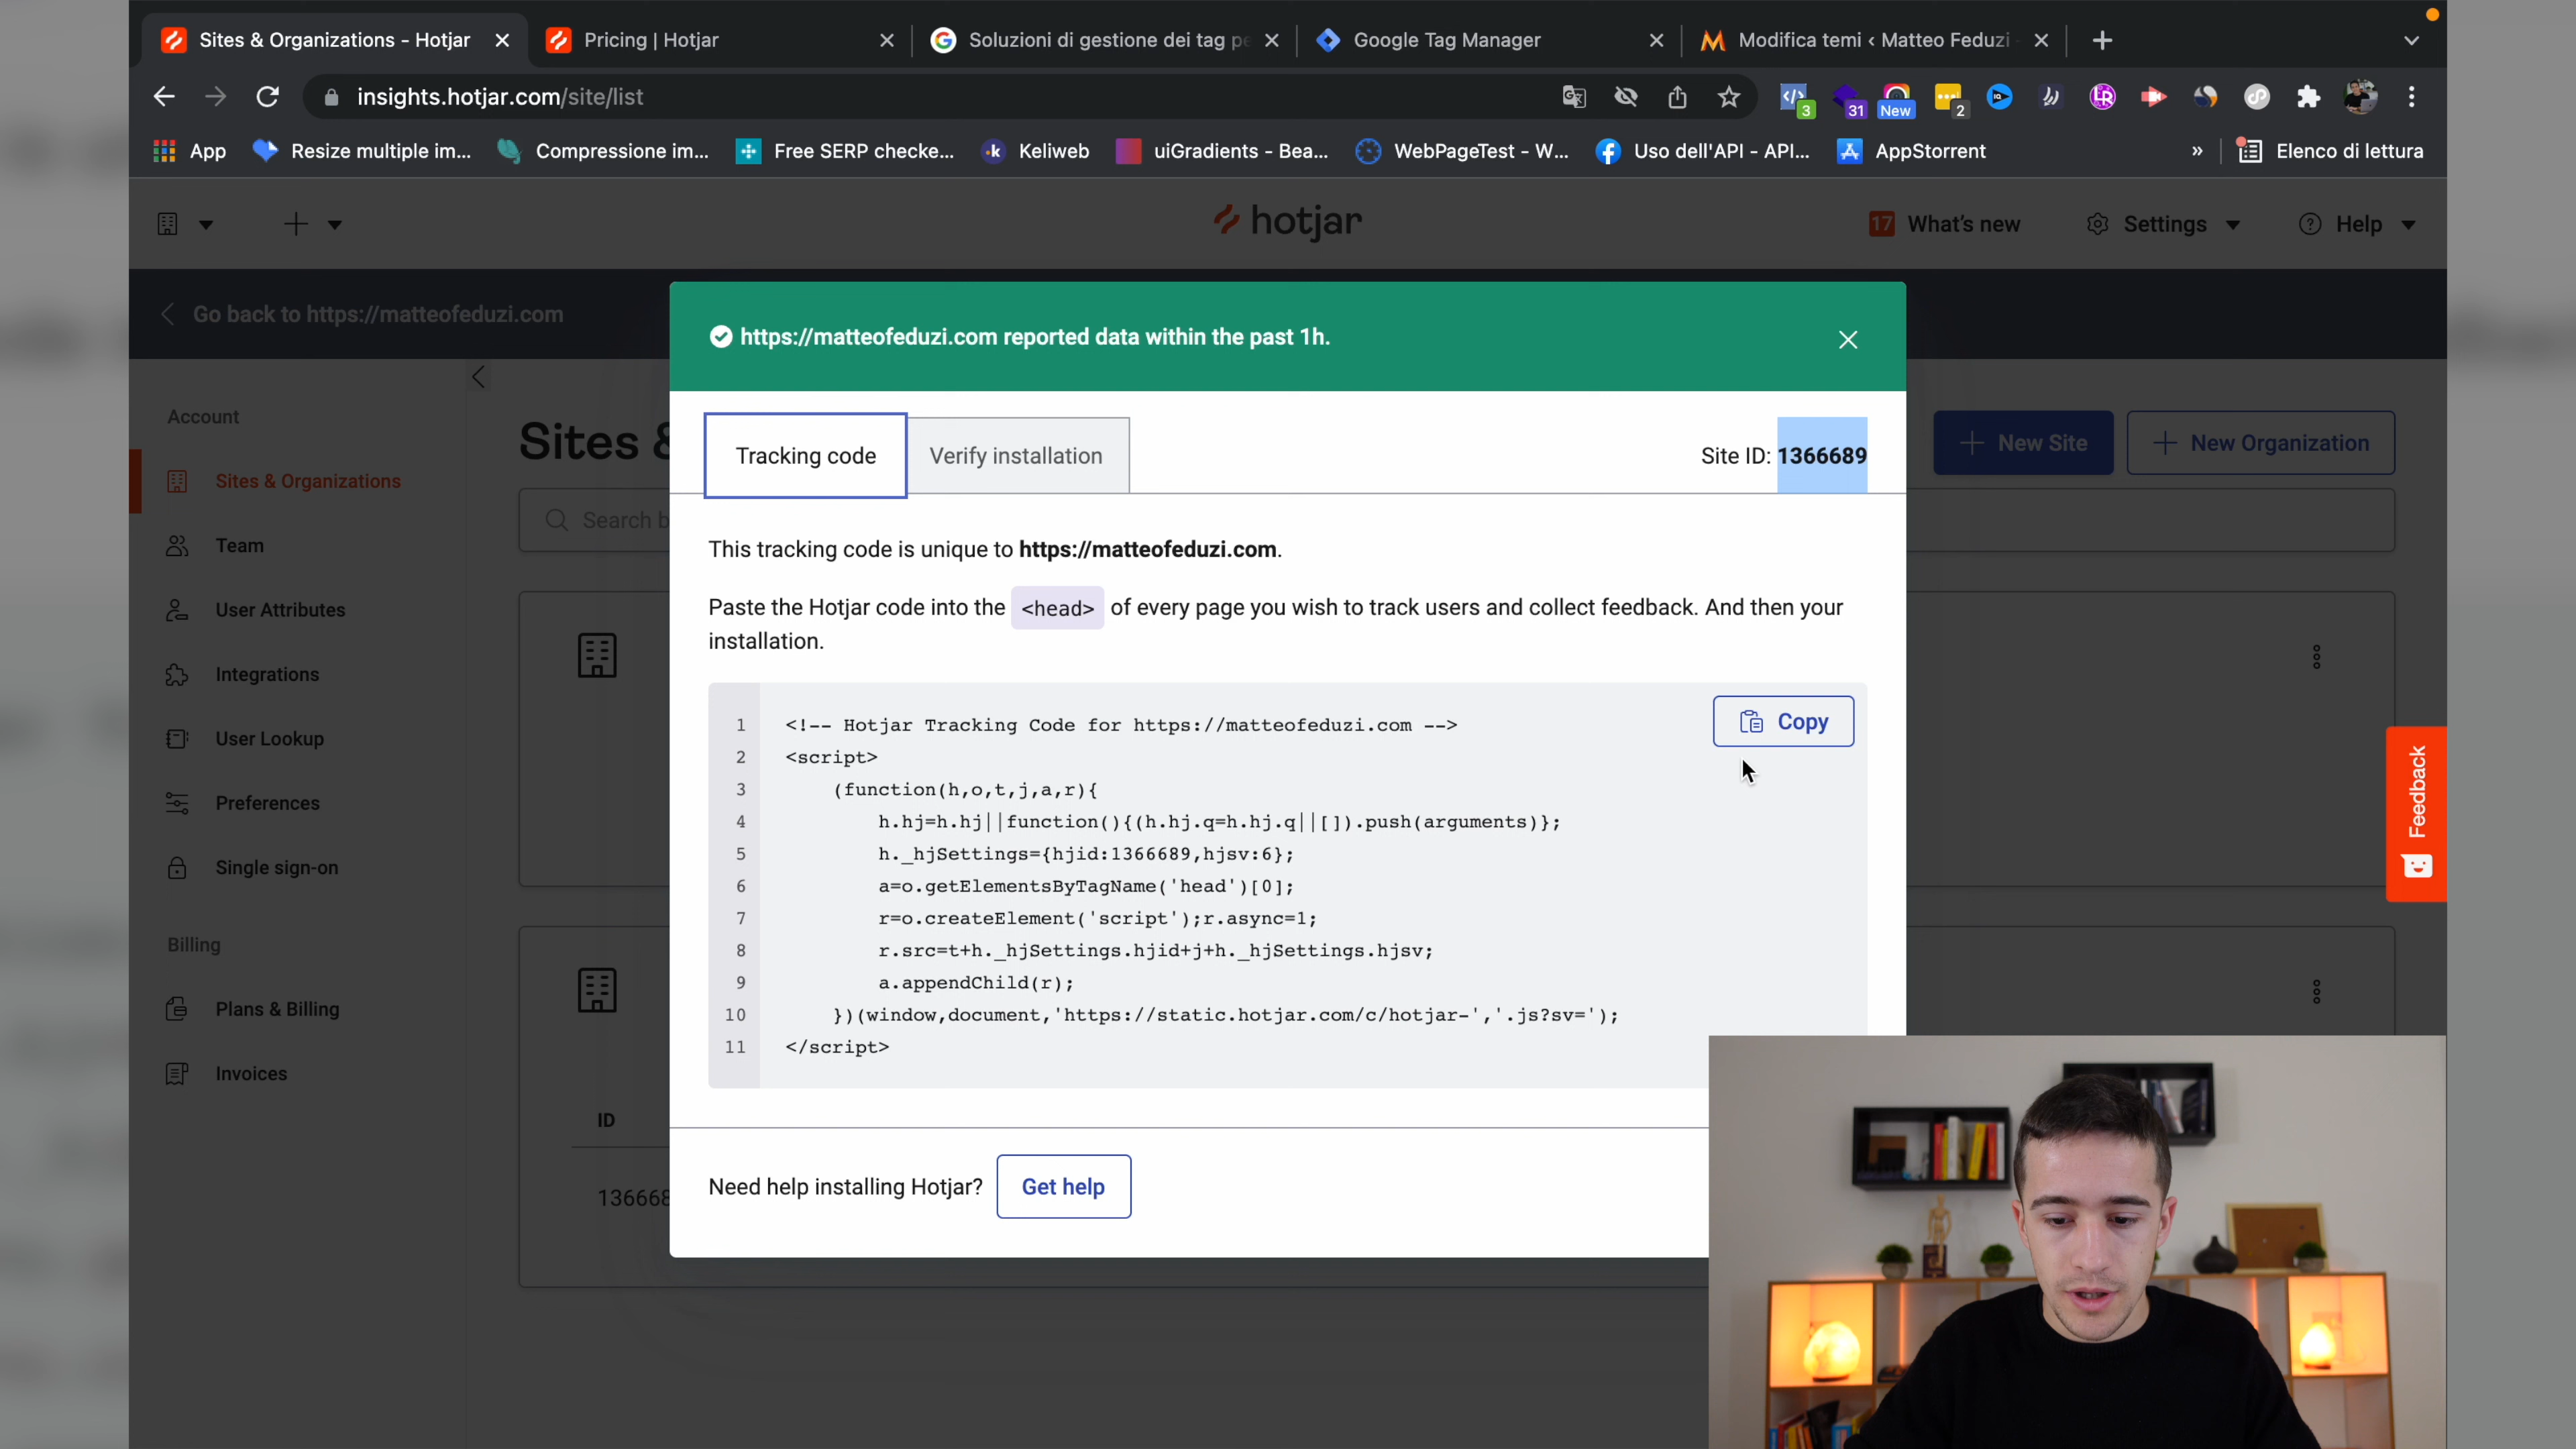 Sites & Organizations - Hotjar
Pricing | Hotjar
Soluzioni di gestione dei tag pe
Google Tag Manager
Modifica temi ‹ Matteo Feduzi
insights.hotjar.com/site/list
3
31
New
2
App
Resize multiple im...
Compressione im...
Free SERP checke...
Keliweb
uiGradients - Bea...
WebPageTest - W...
Uso dell'API - API...
AppStorrent
»
Elenco di lettura
hotjar
17 What's new
Settings
Help
Go back to https://matteofeduzi.com
https://matteofeduzi.com reported data within the past 1h.
Account
Sites & Organizations
Team
User Attributes
Integrations
User Lookup
Preferences
Single sign-on
Billing
Plans & Billing
Invoices
Sites &
Search b
New Site
New Organization
Tracking code
Verify installation
Site ID: 1366689
This tracking code is unique to https://matteofeduzi.com.
Paste the Hotjar code into the <head> of every page you wish to track users and collect feedback. And then your
installation.
Copy
1 <!-- Hotjar Tracking Code for https://matteofeduzi.com -->
2 <script>
3 (function(h,o,t,j,a,r){
4 h.hj=h.hj||function(){(h.hj.q=h.hj.q||[]).push(arguments)};
5 h._hjSettings={hjid:1366689,hjsv:6};
6 a=o.getElementsByTagName('head')[0];
7 r=o.createElement('script');r.async=1;
8 r.src=t+h._hjSettings.hjid+j+h._hjSettings.hjsv;
9 a.appendChild(r);
10 })(window,document,'https://static.hotjar.com/c/hotjar-','.js?sv=');
11 </script>
Feedback
ID
136668
Need help installing Hotjar?
Get help